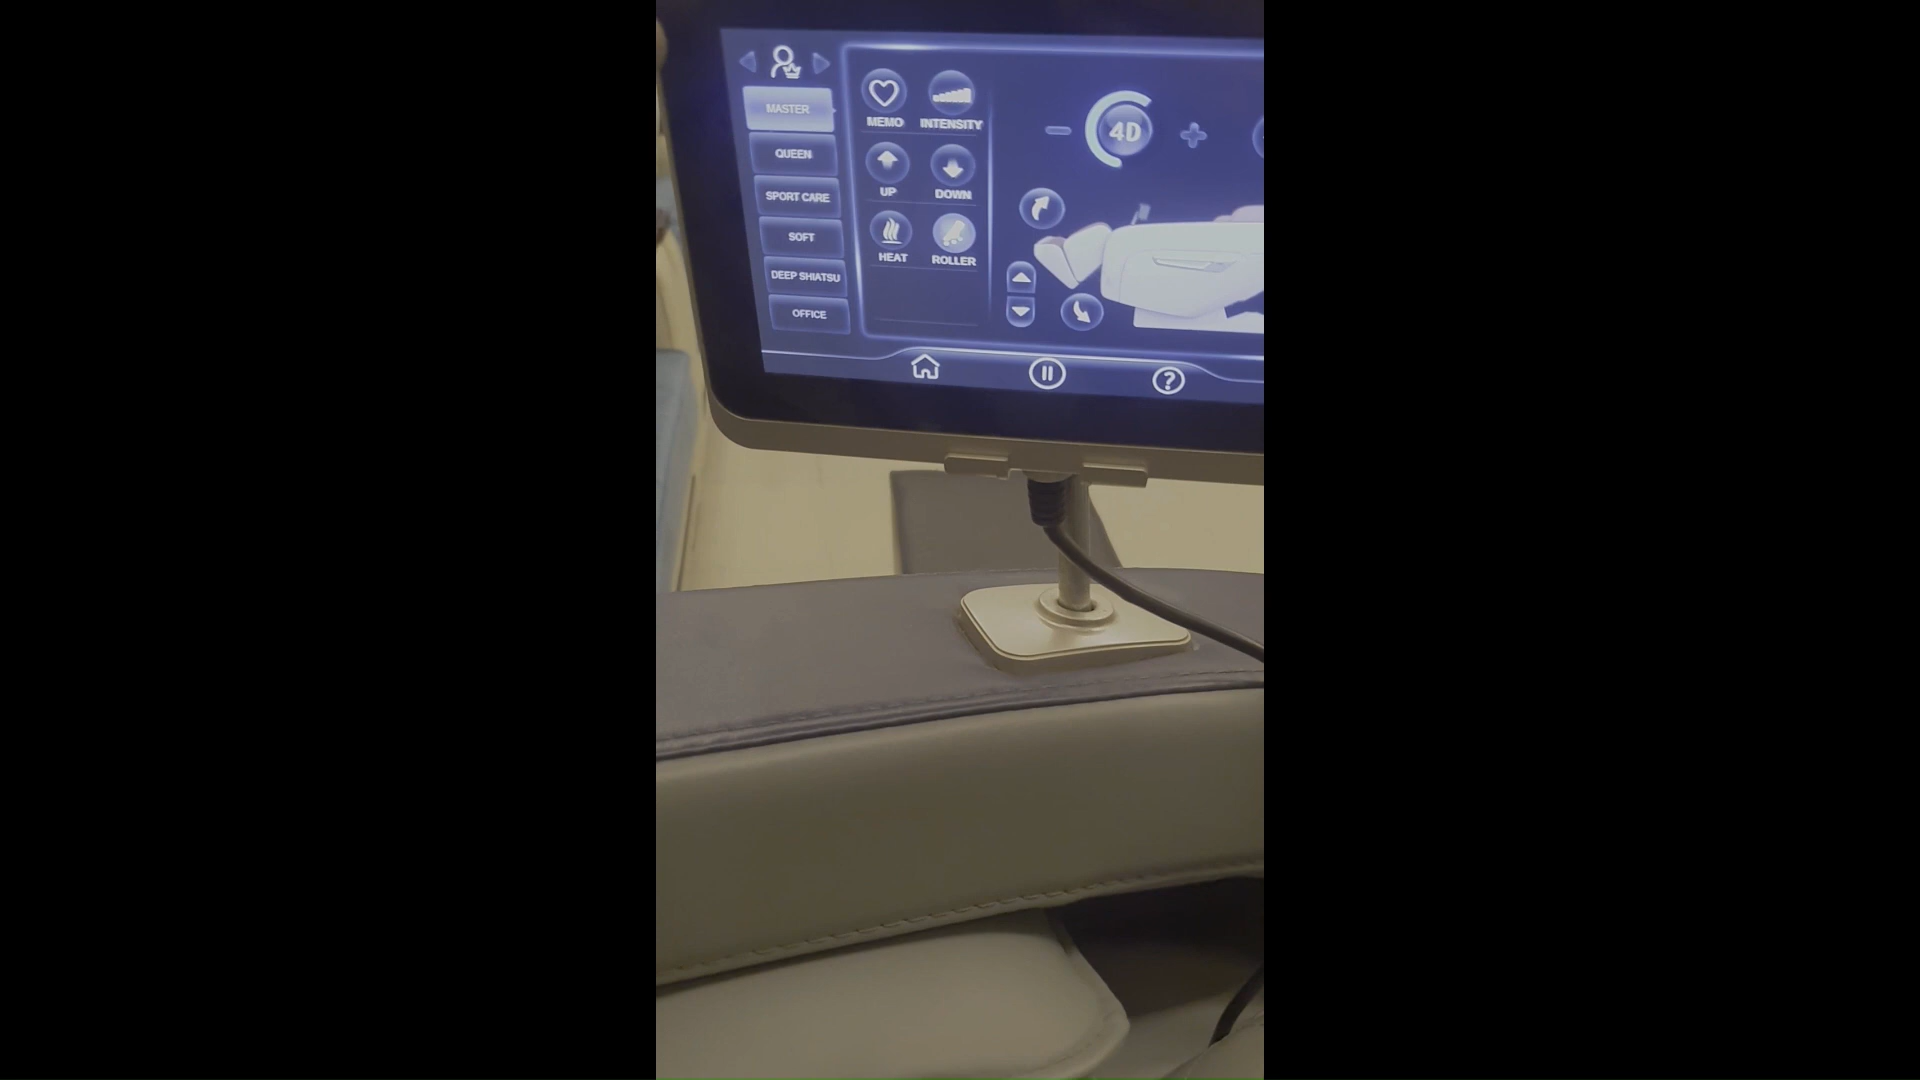 MASTER
QUEEN
SPORT CARE
SOFT
DEEP SHIATSU
OFFICE
MEMO
INTENSITY
UP
DOWN
HEAT
ROLLER
4D
?